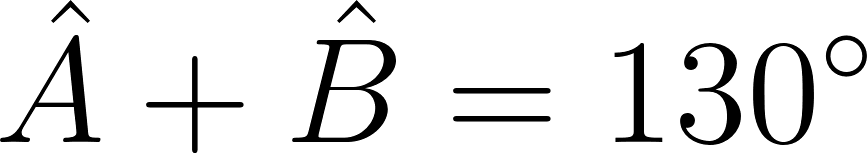 Â + B̂ = 130°